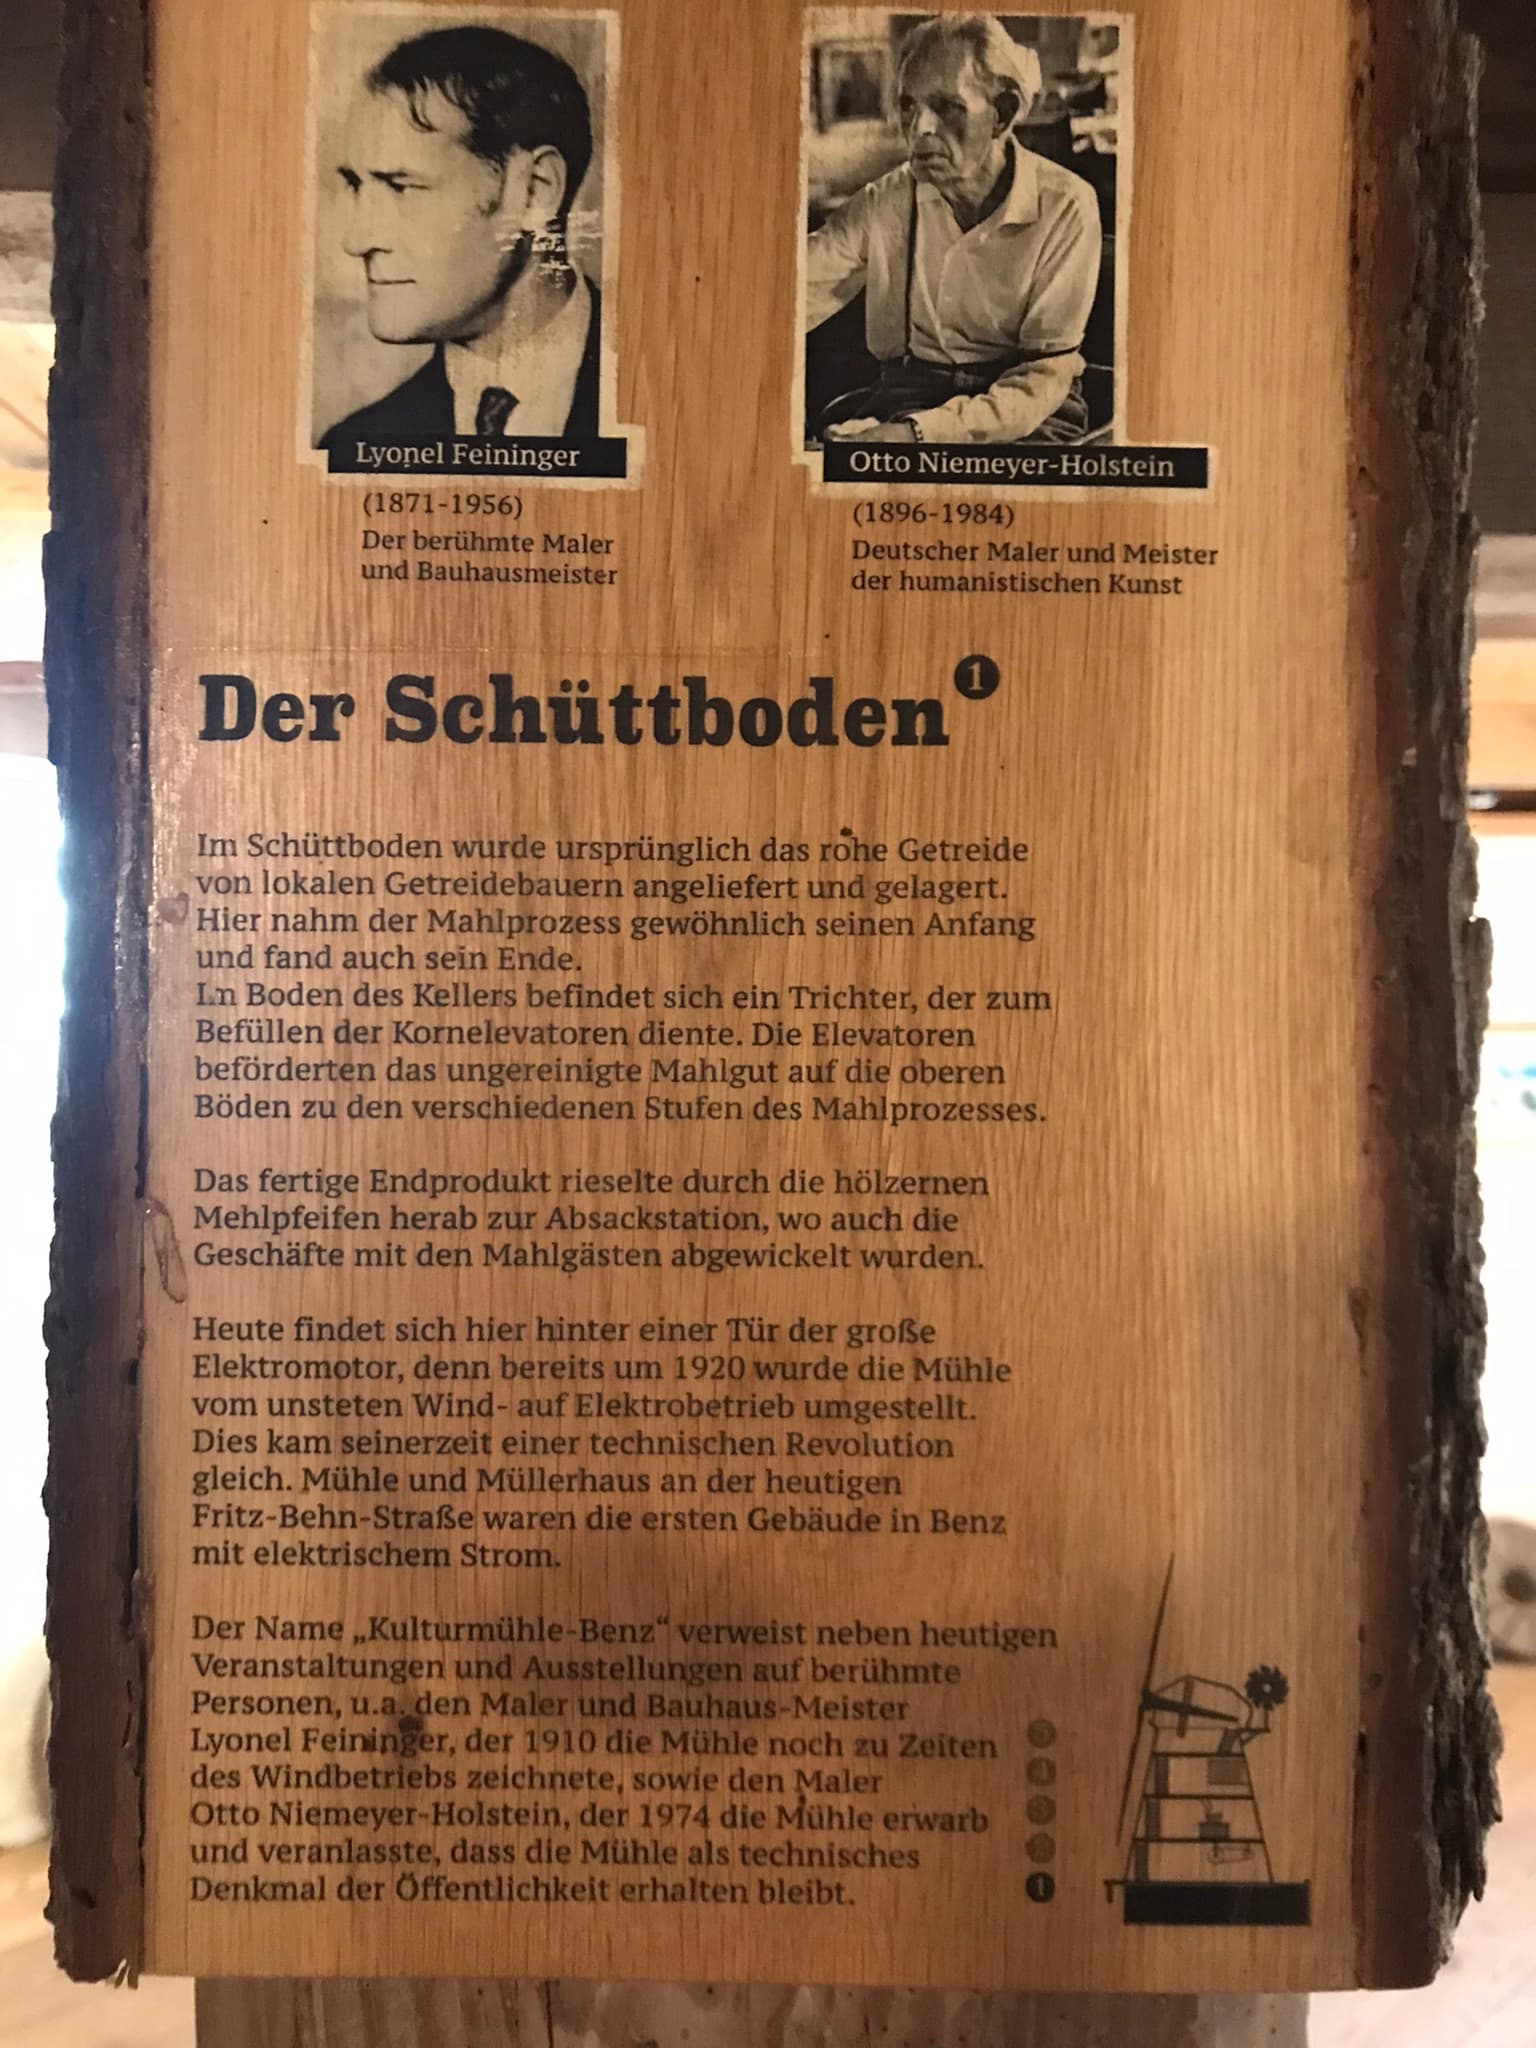 Lyonel Feininger
(1871-1956)
Der berühmte Maler
und Bauhausmeister
Otto Niemeyer-Holstein
(1896-1984)
Deutscher Maler und Meister
der humanistischen Kunst
Der Schüttboden 1
Im Schüttboden wurde ursprünglich das rohe Getreide
von lokalen Getreidebauern angeliefert und gelagert.
Hier nahm der Mahlprozess gewöhnlich seinen Anfang
und fand auch sein Ende.
Ln Boden des Kellers befindet sich ein Trichter, der zum
Befüllen der Kornelevatoren diente. Die Elevatoren
beförderten das ungereinigte Mahlgut auf die oberen
Böden zu den verschiedenen Stufen des Mahlprozesses.
Das fertige Endprodukt rieselte durch die hölzernen
Mehlpfeifen herab zur Absackstation, wo auch die
Geschäfte mit den Mahlgästen abgewickelt wurden.
Heute findet sich hier hinter einer Tür der große
Elektromotor, denn bereits um 1920 wurde die Mühle
vom unsteten Wind- auf Elektrobetrieb umgestellt.
Dies kam seinerzeit einer technischen Revolution
gleich. Mühle und Müllerhaus an der heutigen
Fritz-Behn-Straße waren die ersten Gebäude in Benz
mit elektrischem Strom.
Der Name „Kulturmühle-Benz“ verweist neben heutigen
Veranstaltungen und Ausstellungen auf berühmte
Personen, u.a. den Maler und Bauhaus-Meister
Lyonel Feininger, der 1910 die Mühle noch zu Zeiten
des Windbetriebs zeichnete, sowie den Maler
Otto Niemeyer-Holstein, der 1974 die Mühle erwarb
und veranlasste, dass die Mühle als technisches
Denkmal der Öffentlichkeit erhalten bleibt.
5
4
3
2
1